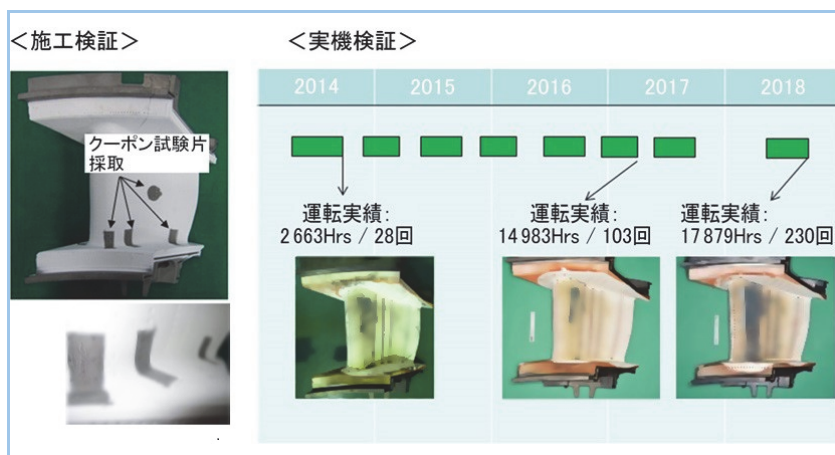 ＜施工検証＞
＜実機検証＞
クーポン試験片
採取
2014 2015 2016 2017 2018
運転実績：
2 663Hrs / 28回
運転実績：
14 983Hrs / 103回
運転実績：
17 879Hrs / 230回